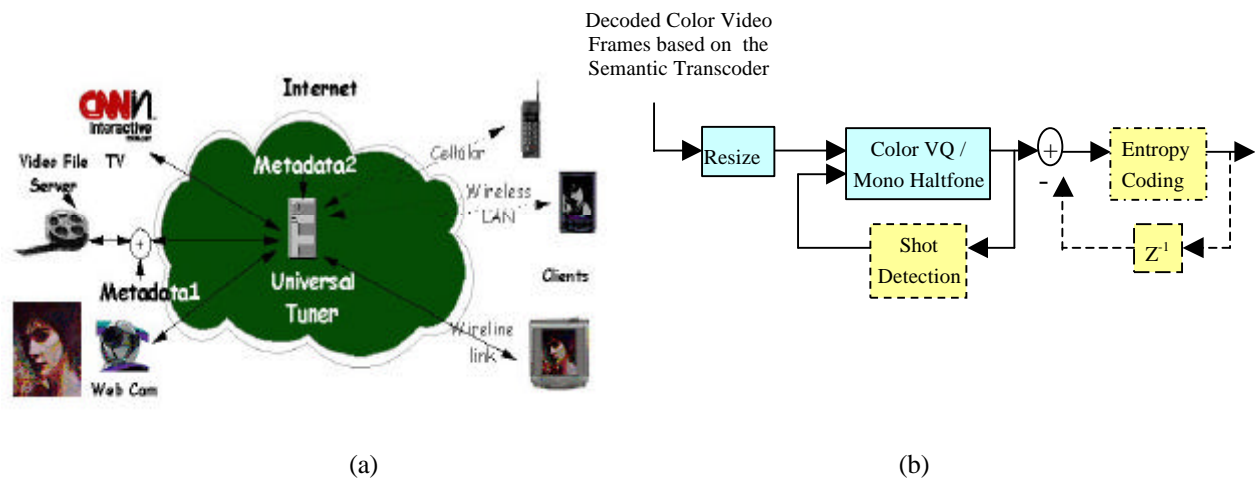 Decoded Color Video
Frames based on the
Semantic Transcoder
Internet
CNN
Interactive
Video File TV
Server
Metadata2
Cellular
Wireless
LAN
Metadata1
Universal
Tuner
Clients
Wireline
link
Web Cam
+
Resize
Color VQ /
Mono Haltfone
+
-
Entropy
Coding
Shot
Detection
Z-1
(a)
(b)